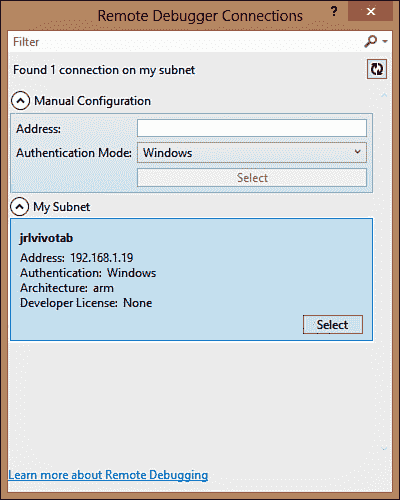 Remote Debugger Connections
Filter
Found 1 connection on my subnet
Manual Configuration
Address:
Authentication Mode: Windows
Select
My Subnet
jrlvivotab
Address: 192.168.1.19
Authentication: Windows
Architecture: arm
Developer License: None
Select
Learn more about Remote Debugging